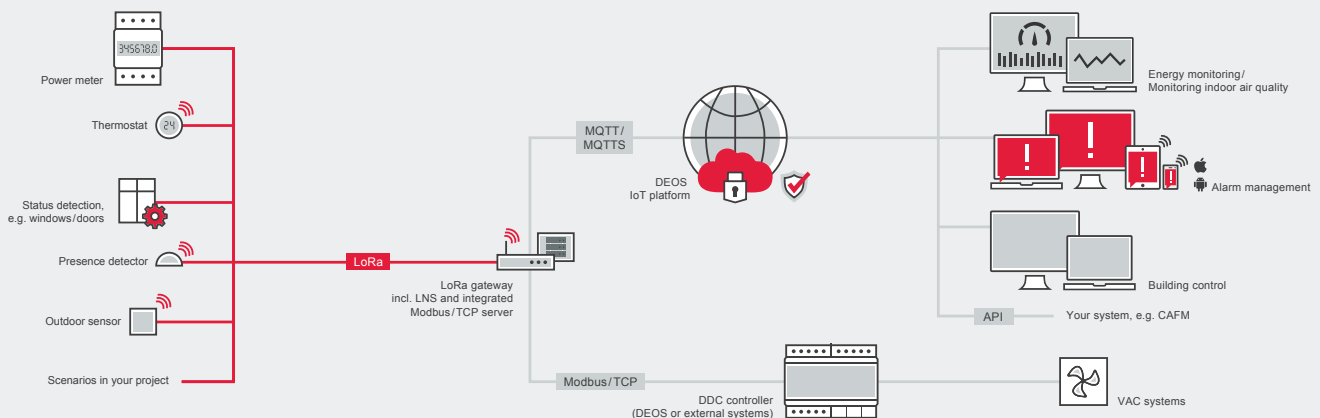 345678.0
Power meter
Thermostat
24
Status detection,
e.g. windows/doors
Presence detector
Outdoor sensor
Scenarios in your project
LoRa
LoRa gateway
incl. LNS and integrated
Modbus/TCP server
MQTT/
MQTTS
DEOS
IoT platform
Modbus/TCP
DDC controller
(DEOS or external systems)
Energy monitoring/
Monitoring indoor air quality
!
!
!
!
Alarm management
Building control
API
Your system, e.g. CAFM
VAC systems